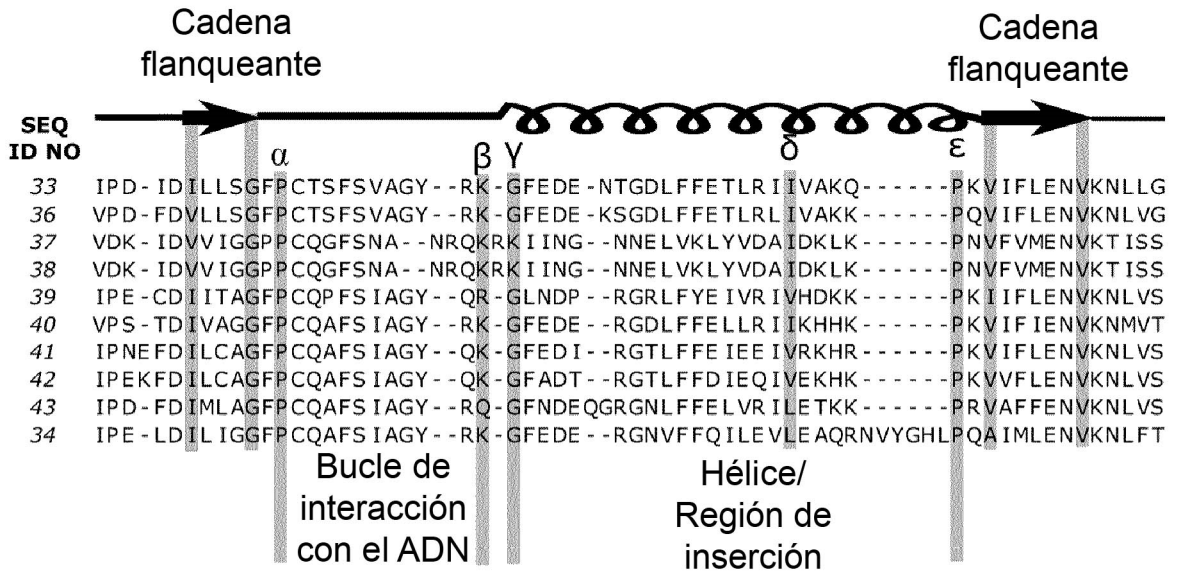 Cadena
flanqueante
Cadena
flanqueante
SEQ
ID NO
α β γ δ ε
33 IPD-IDILLSGFPCTSFSVAGY--RK-GFEDE-NTGDLFFETLRIIVAKQ------PKVIFLENVKNLLG
36 VPD-FDVLLSGFPCTSFSVAGY--RK-GFEDE-KSGDLFFETLRLIVAKK------PQVIFLENVKNLVG
37 VDK-IDVVIGGPPCQGFSNA--NRQKRKIING--NNELVKLYVDAIDKLK------PNVFVMENVKTISS
38 VDK-IDVVIGGPPCQGFSNA--NRQKRKIING--NNELVKLYVDAIDKLK------PNVFVMENVKTISS
39 IPE-CDIITAGFPCQPFSIAGY--QR-GLNDP--RGRLFYEIVRIVHDKK------PKIIFLENVKNLVS
40 VPS-TDIVAGGFPCQAFSIAGY--RK-GFEDE--RGDLFFELLRIIKHHK------PKVIFIENVKNMVT
41 IPNEFDILCAGFPCQAFSIAGY--QK-GFEDI--RGTLFFEIEEIVRKHR------PKVVFLENVKNLVS
42 IPEKFDILCAGFPCQAFSIAGY--QK-GFADT--RGTLFFDIEQIVEKHK------PKVVFLENVKNLVS
43 IPD-FDIMLAGFPCQAFSIAGY--RQ-GFNDEQGRGNLFFELVRILETKK------PRVAFFENVKNLVS
34 IPE-LDILIGGFPCQAFSIAGY--RK-GFEDE--RGNVFFQILEVLEAQRNVYGHLPQAIMLENVKNLFT
Bucle de
interacción
con el ADN
Hélice/
Región de
inserción